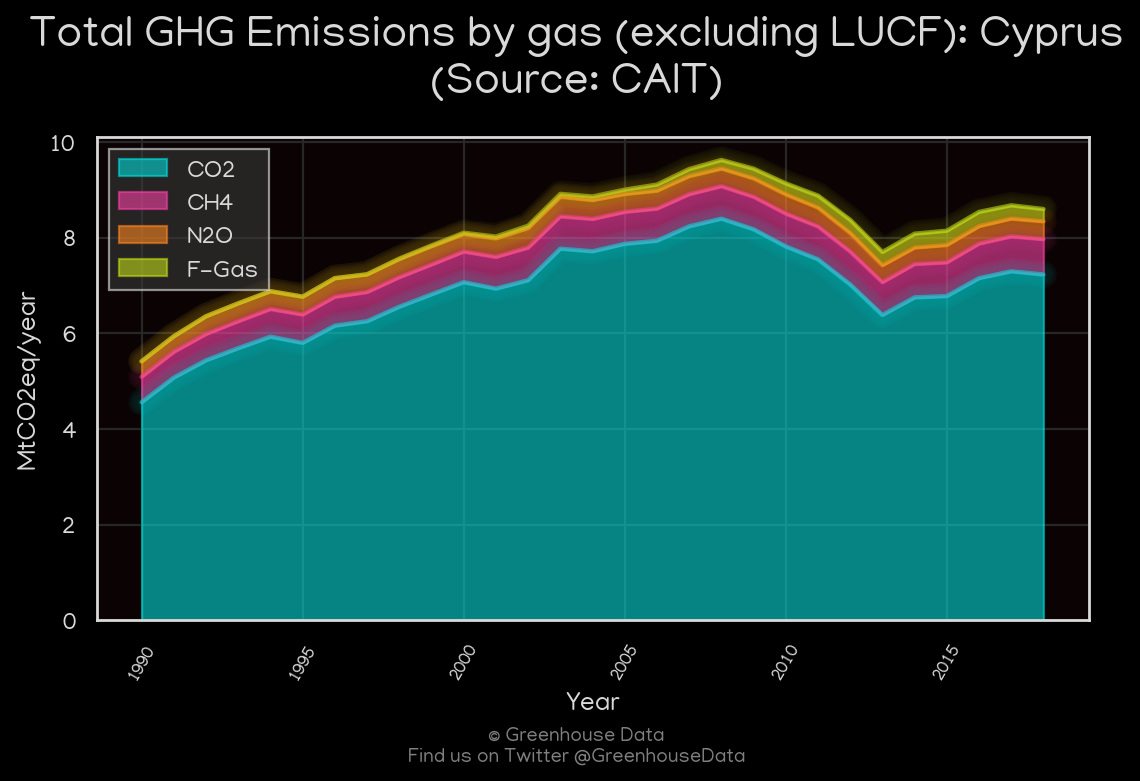 Total GHG Emissions by gas (excluding LUCF): Cyprus
(Source: CAIT)
10
8
6
4
2
0
MtCO2eq/year
CO2
CH4
N2O
F-Gas
1990
1995
2000
2005
2010
2015
Year
© Greenhouse Data
Find us on Twitter @GreenhouseData